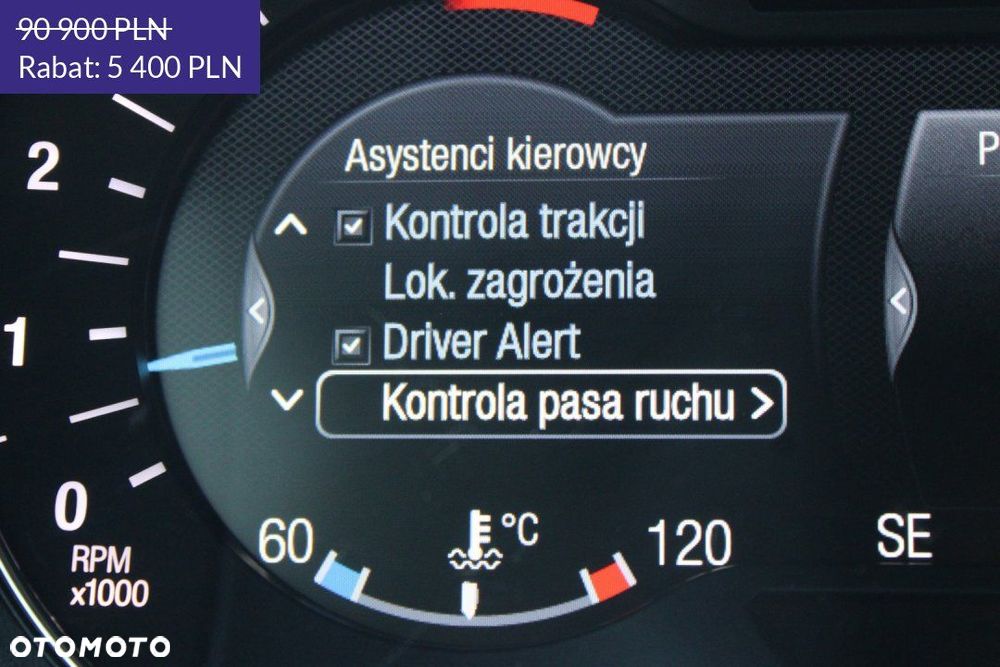 90 900 PLN
Rabat: 5 400 PLN
Asystenci kierowcy
Kontrola trakcji
Lok. zagrożenia
Driver Alert
Kontrola pasa ruchu >
2
1
0
RPM
x1000
60
°C
120
SE
P
OTOMOTO